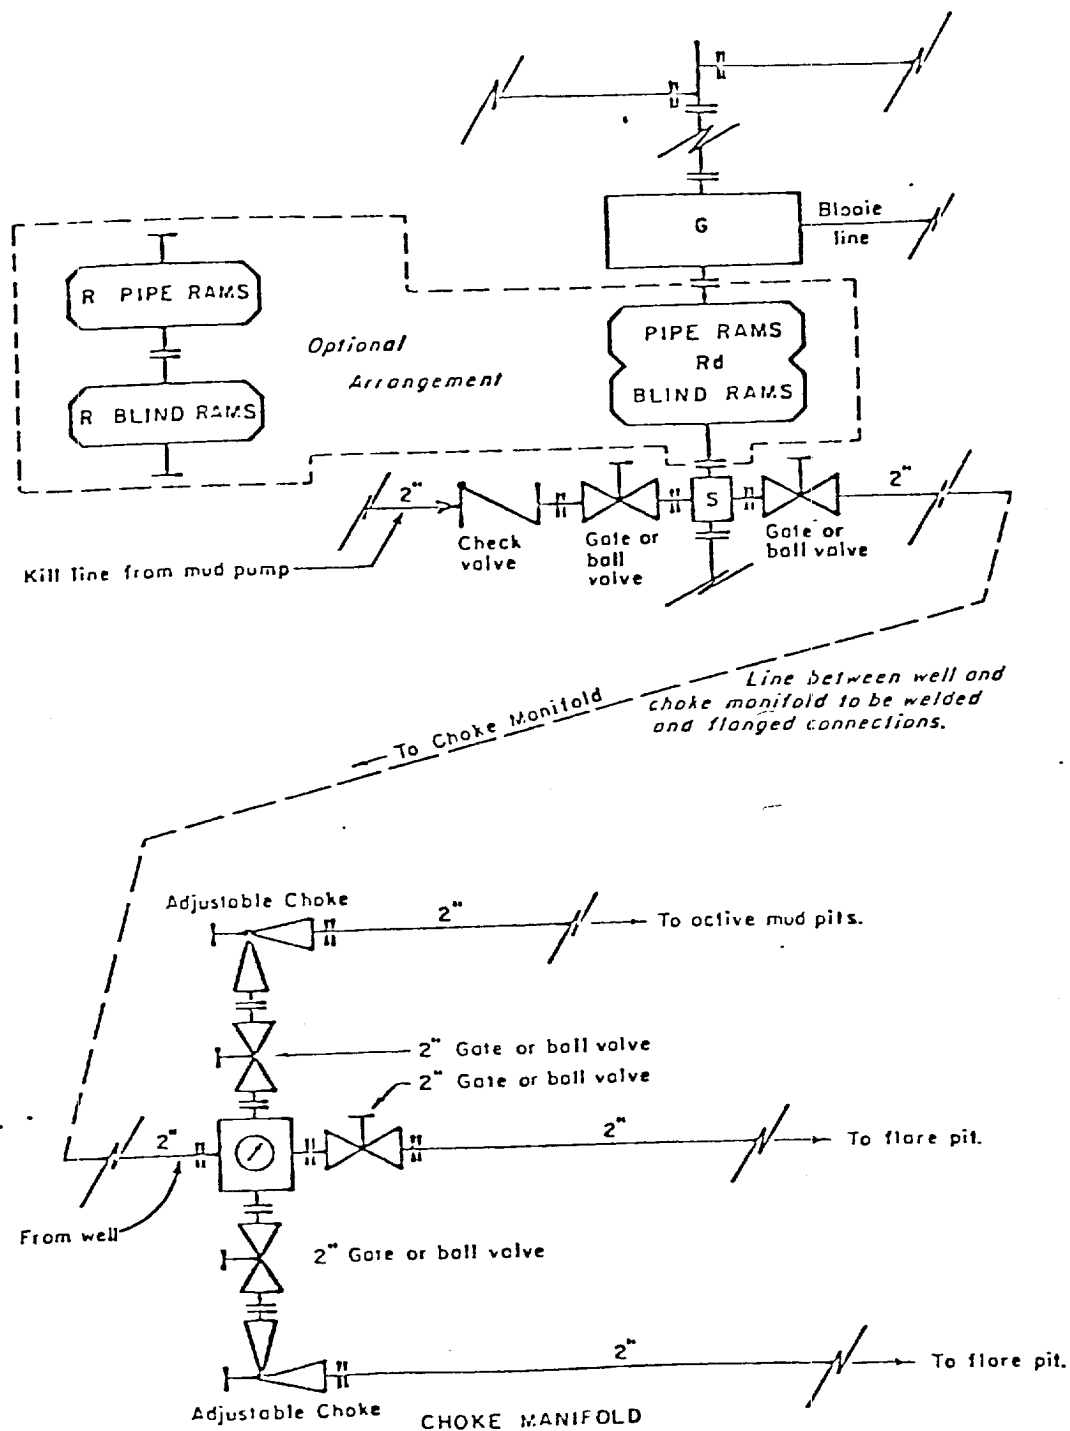 G
Blooie
line
R PIPE RAMS
Optional
Arrangement
R BLIND RAMS
PIPE RAMS
Rd
BLIND RAMS
2"
S
2"
Check
valve
Gate or
ball
valve
Gate or
ball valve
Kill line from mud pump
Line between well and
choke manifold to be welded
and flanged connections.
To Choke Manifold
Adjustable Choke
2"
To active mud pits.
2" Gate or ball valve
2" Gate or ball valve
2"
2"
To flare pit.
From well
2" Gate or ball valve
2"
To flare pit.
Adjustable Choke
CHOKE MANIFOLD